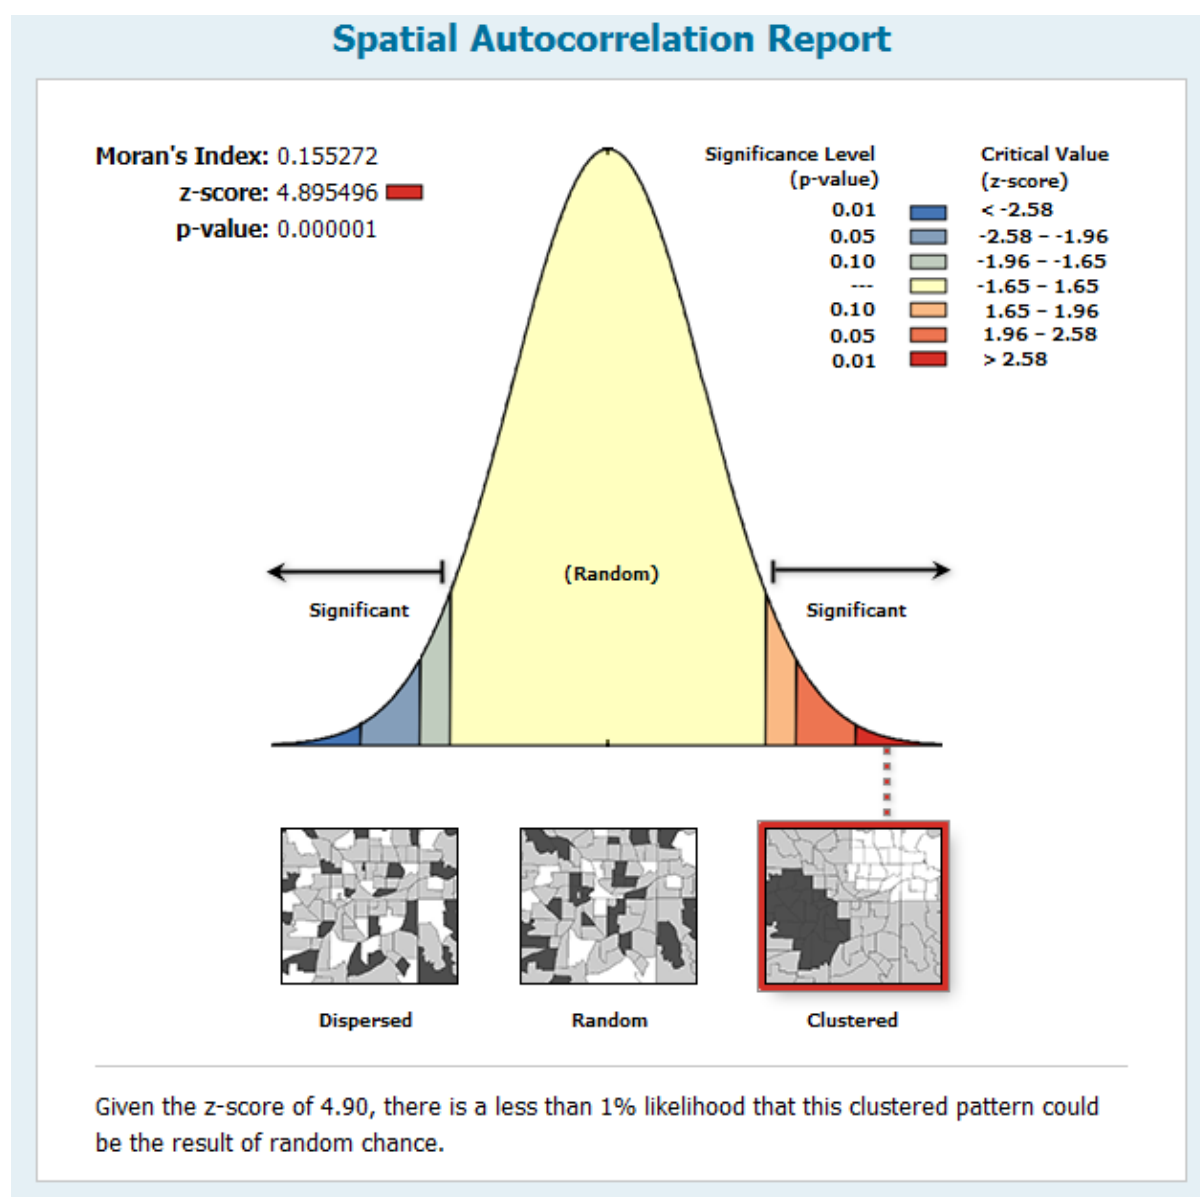 Spatial Autocorrelation Report
Moran's Index: 0.155272
z-score: 4.895496
p-value: 0.000001
Significance Level
(p-value)
Critical Value
(z-score)
0.01 < -2.58
0.05 -2.58 – -1.96
0.10 -1.96 – -1.65
--- -1.65 – 1.65
0.10 1.65 – 1.96
0.05 1.96 – 2.58
0.01 > 2.58
(Random)
Significant
Significant
Dispersed
Random
Clustered
Given the z-score of 4.90, there is a less than 1% likelihood that this clustered pattern could
be the result of random chance.